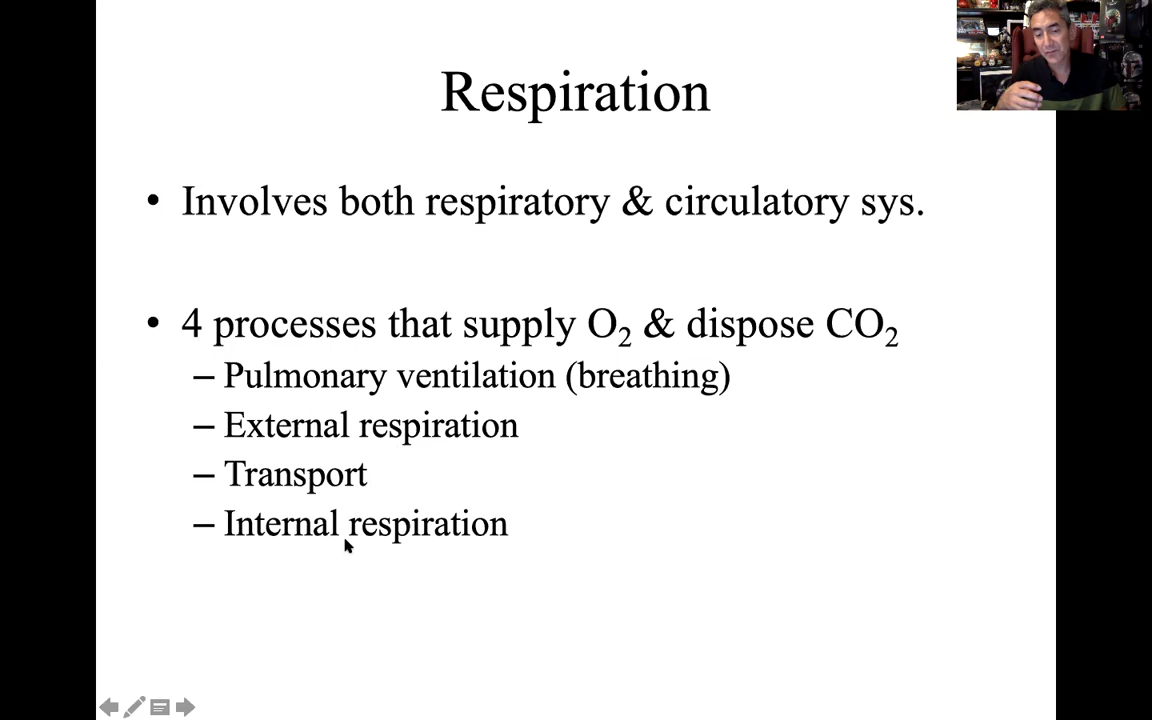 Respiration
• Involves both respiratory & circulatory sys.
• 4 processes that supply O₂ & dispose CO₂
– Pulmonary ventilation (breathing)
– External respiration
– Transport
– Internal respiration